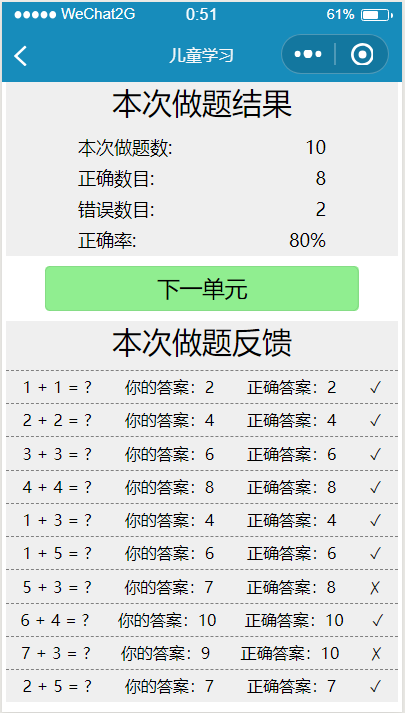 WeChat2G 0:51 61%
儿童学习
本次做题结果
本次做题数: 10
正确数目: 8
错误数目: 2
正确率: 80%
下一单元
本次做题反馈
1 + 1 = ? 你的答案：2 正确答案：2 ✓
2 + 2 = ? 你的答案：4 正确答案：4 ✓
3 + 3 = ? 你的答案：6 正确答案：6 ✓
4 + 4 = ? 你的答案：8 正确答案：8 ✓
1 + 3 = ? 你的答案：4 正确答案：4 ✓
1 + 5 = ? 你的答案：6 正确答案：6 ✓
5 + 3 = ? 你的答案：7 正确答案：8 ✗
6 + 4 = ? 你的答案：10 正确答案：10 ✓
7 + 3 = ? 你的答案：9 正确答案：10 ✗
2 + 5 = ? 你的答案：7 正确答案：7 ✓